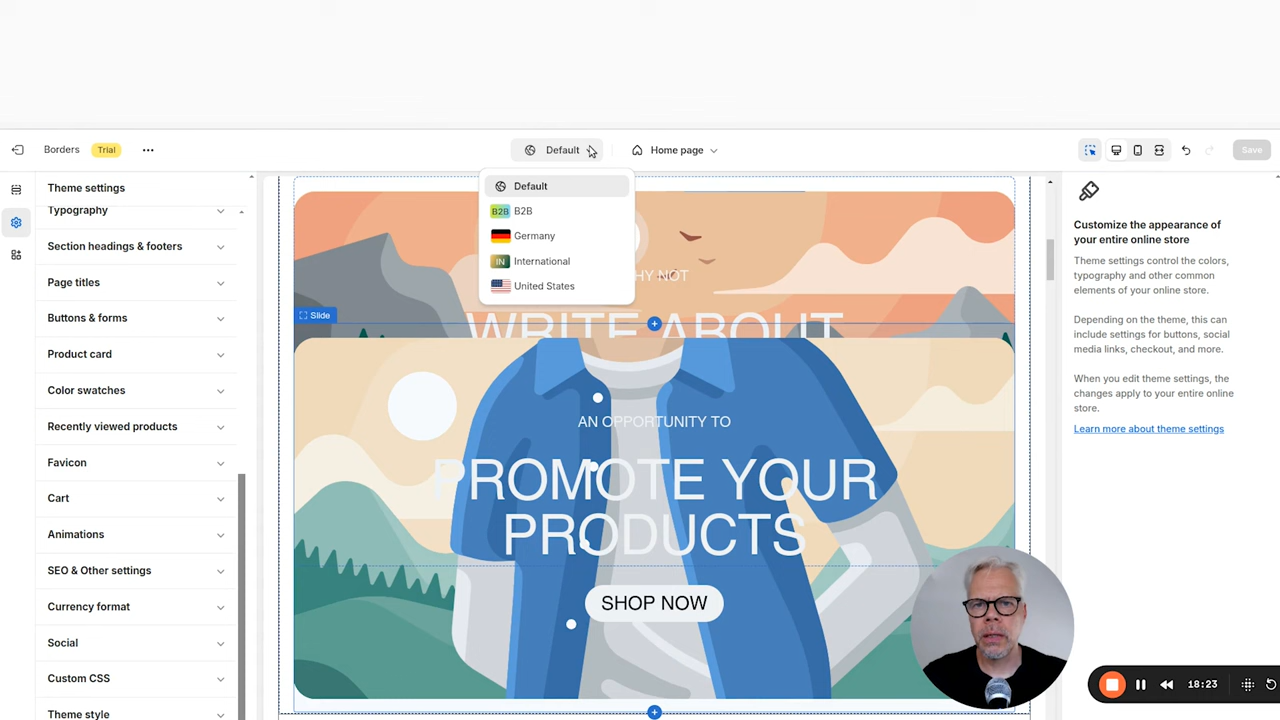 Borders
Trial
Default
Home page
Save
Theme settings
Typography
Section headings & footers
Page titles
Buttons & forms
Product card
Color swatches
Recently viewed products
Favicon
Cart
Animations
SEO & Other settings
Currency format
Social
Custom CSS
Theme style
Default
B2B B2B
Germany
IN International
United States
HY NOT
Slide
WRITE ABOUT
AN OPPORTUNITY TO
PROMOTE YOUR
PRODUCTS
SHOP NOW
Customize the appearance of
your entire online store
Theme settings control the colors,
typography and other common
elements of your online store.
Depending on the theme, this can
include settings for buttons, social
media links, checkout, and more.
When you edit theme settings, the
changes apply to your entire online
store.
Learn more about theme settings
18:23